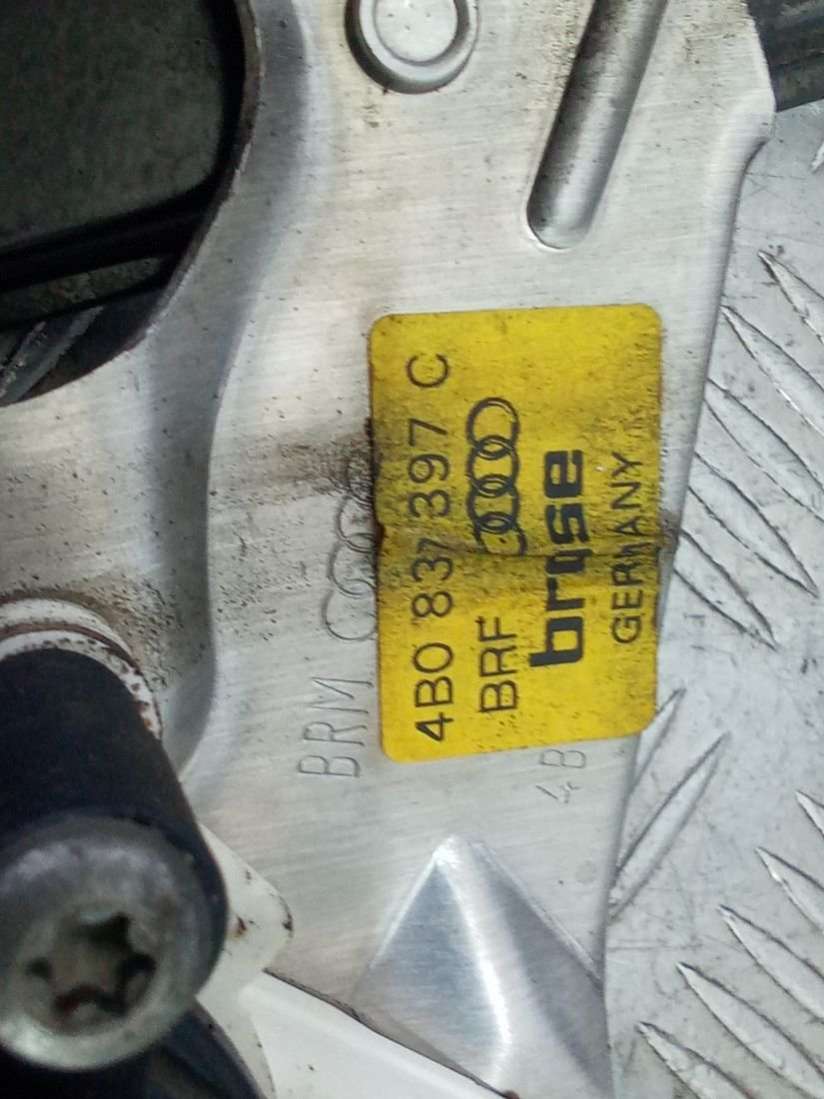 4B0 837 397 C
BRF
brose
GERMANY
BRM
4B